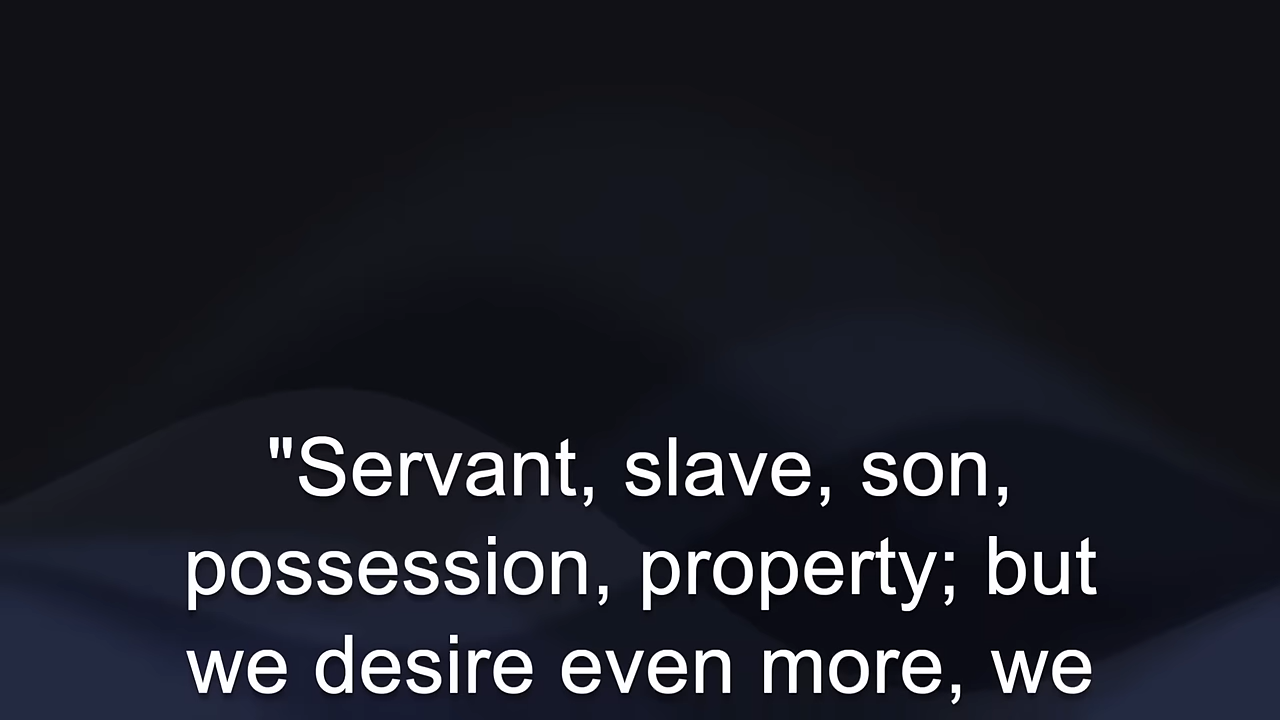 "Servant, slave, son,
possession, property; but
we desire even more, we